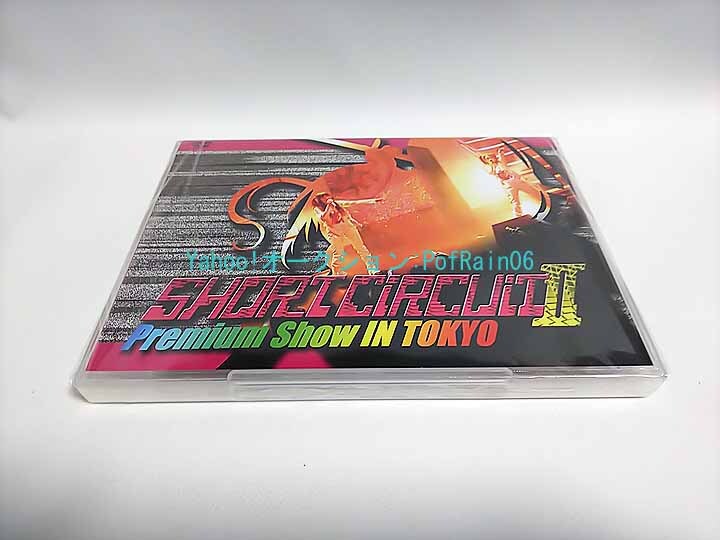 Yahoo!オークション:PofRain06
SHORT CiRCUiT II
Premium Show IN TOKYO